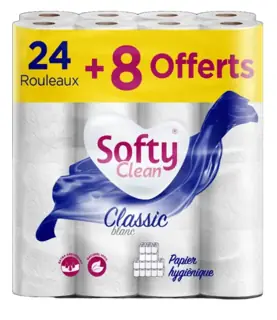 24 + 8 Offerts
Rouleaux
Softy
®
Clean
Classic
blanc
Papier
hygiénique